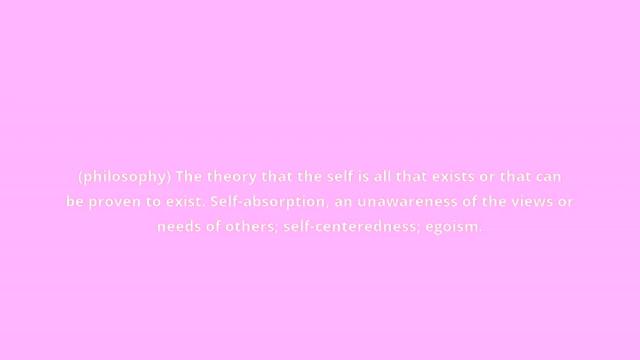 (philosophy) The theory that the self is all that exists or that can
be proven to exist. Self-absorption, an unawareness of the views or
needs of others; self-centeredness; egoism.